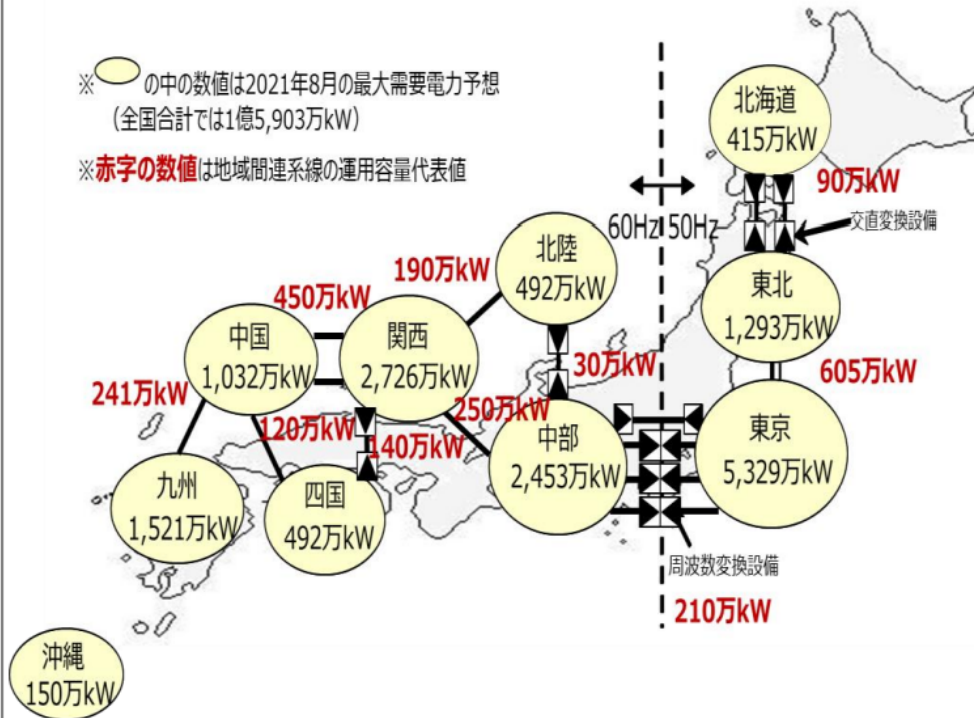 ※ の中の数値は2021年8月の最大需要電力予想
(全国合計では1億5,903万kW)
※赤字の数値は地域間連系線の運用容量代表値
北海道
415万kW
90万kW
交直変換設備
60Hz 50Hz
北陸
492万kW
190万kW
東北
1,293万kW
450万kW
中国
1,032万kW
関西
2,726万kW
30万kW
605万kW
241万kW
120万kW
140万kW
250万kW
中部
2,453万kW
東京
5,329万kW
九州
1,521万kW
四国
492万kW
周波数変換設備
210万kW
沖縄
150万kW